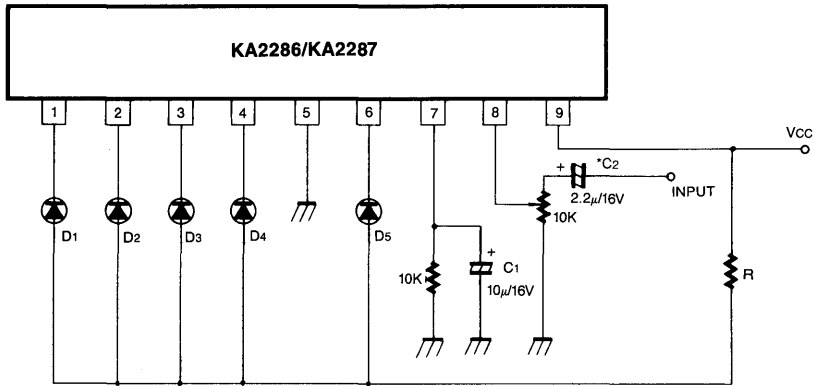 KA2286/KA2287
1 2 3 4 5 6 7 8 9
VCC
+ *C2
2.2μ/16V
INPUT
10K
D1 D2 D3 D4 D5
+
C1
10K
10μ/16V
R